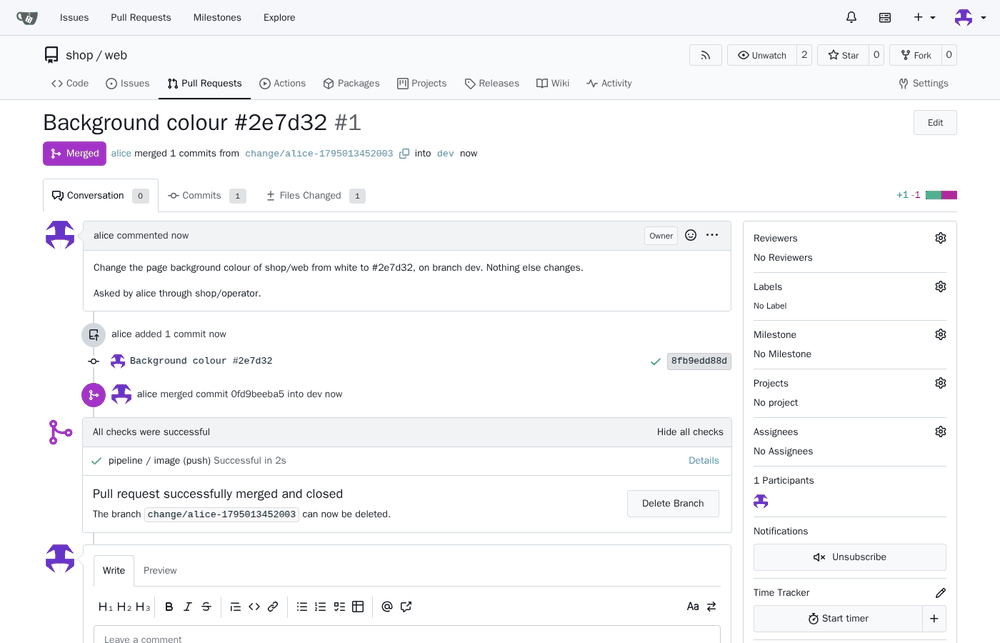 Issues Pull Requests Milestones Explore
shop / web
Unwatch 2 Star 0 Fork 0
Code Issues Pull Requests Actions Packages Projects Releases Wiki Activity Settings
Background colour #2e7d32 #1
Edit
Merged alice merged 1 commits from change/alice-1795013452003 into dev now
Conversation 0 Commits 1 Files Changed 1
+1 -1
alice commented now
Owner
Change the page background colour of shop/web from white to #2e7d32, on branch dev. Nothing else changes.
Asked by alice through shop/operator.
alice added 1 commit now
Background colour #2e7d32
8fb9edd88d
alice merged commit 0fd9beeba5 into dev now
All checks were successful
Hide all checks
pipeline / image (push) Successful in 2s
Details
Pull request successfully merged and closed
The branch change/alice-1795013452003 can now be deleted.
Delete Branch
Write Preview
H1 H2 H3 B I S Aa
Leave a comment
Reviewers
No Reviewers
Labels
No Label
Milestone
No Milestone
Projects
No project
Assignees
No Assignees
1 Participants
Notifications
Unsubscribe
Time Tracker
Start timer